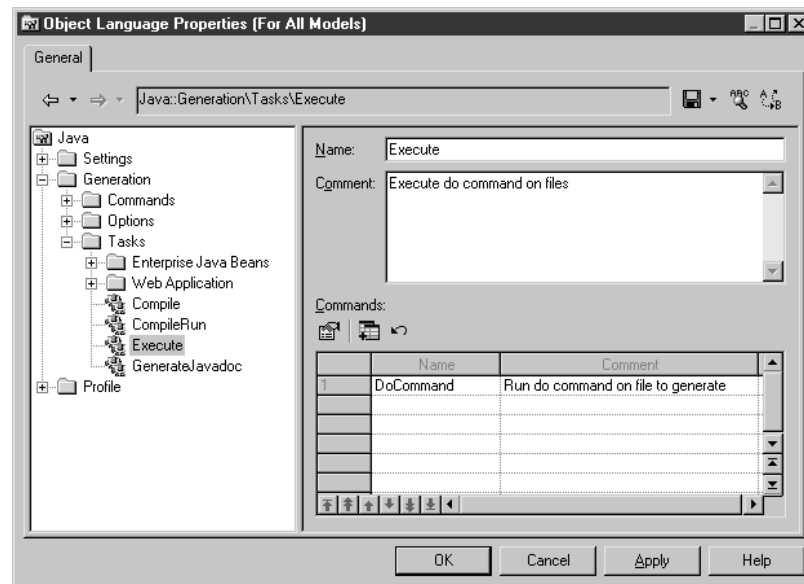 Object Language Properties (For All Models)
General
Java::Generation\Tasks\Execute
Java
Settings
Generation
Commands
Options
Tasks
Enterprise Java Beans
Web Application
Compile
CompileRun
Execute
GenerateJavadoc
Profile
Name:
Execute
Comment:
Execute do command on files
Commands:
Name Comment
1 DoCommand Run do command on file to generate
OK Cancel Apply Help